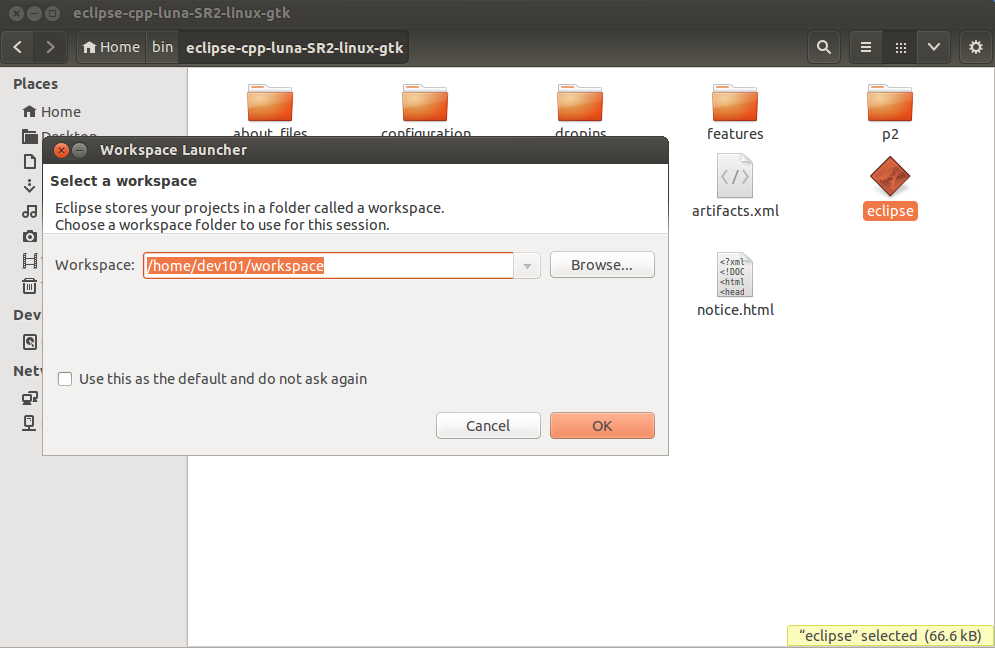 eclipse-cpp-luna-SR2-linux-gtk
Home bin eclipse-cpp-luna-SR2-linux-gtk
Places
Home
Desktop
Dev
Net
about_files
configuration
dropins
features
p2
artifacts.xml
eclipse
<?xml
<!DOC
<html
<head
notice.html
Workspace Launcher
Select a workspace
Eclipse stores your projects in a folder called a workspace.
Choose a workspace folder to use for this session.
Workspace: /home/dev101/workspace Browse...
Use this as the default and do not ask again
Cancel OK
“eclipse” selected (66.6 kB)